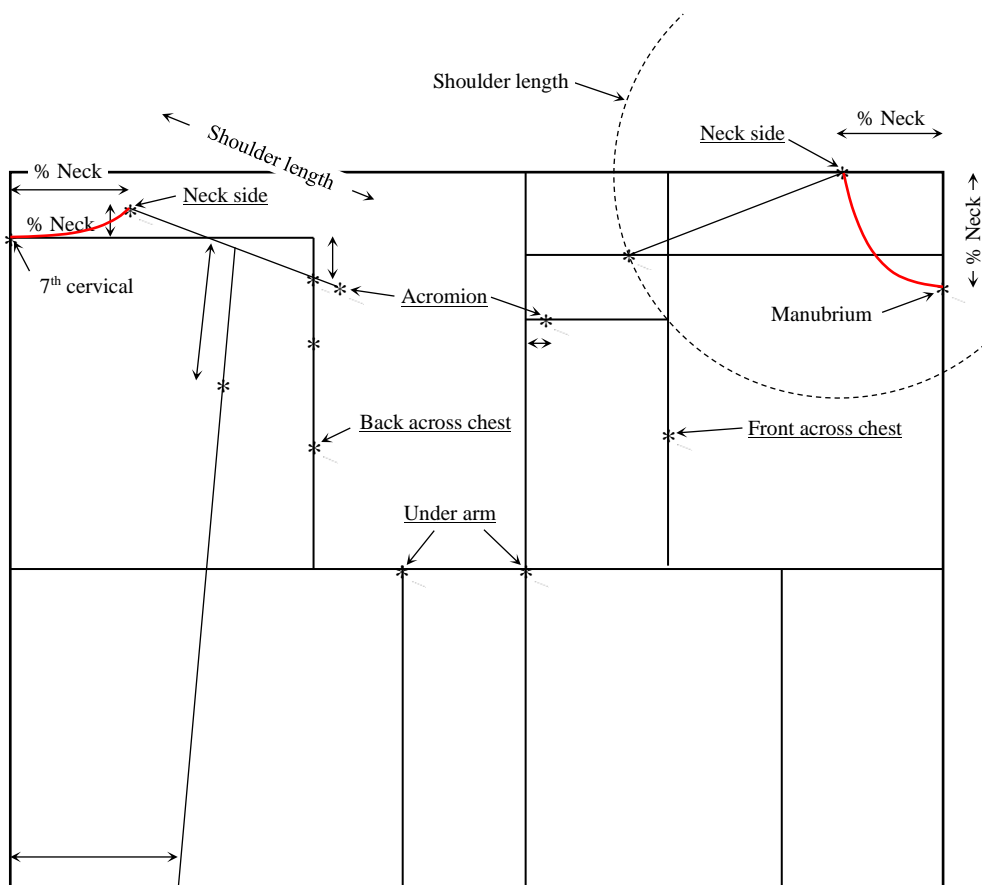 Shoulder length
% Neck
Neck side
Shoulder length
% Neck
Neck side
% Neck
% Neck
7th cervical
Acromion
Manubrium
Back across chest
Front across chest
Under arm